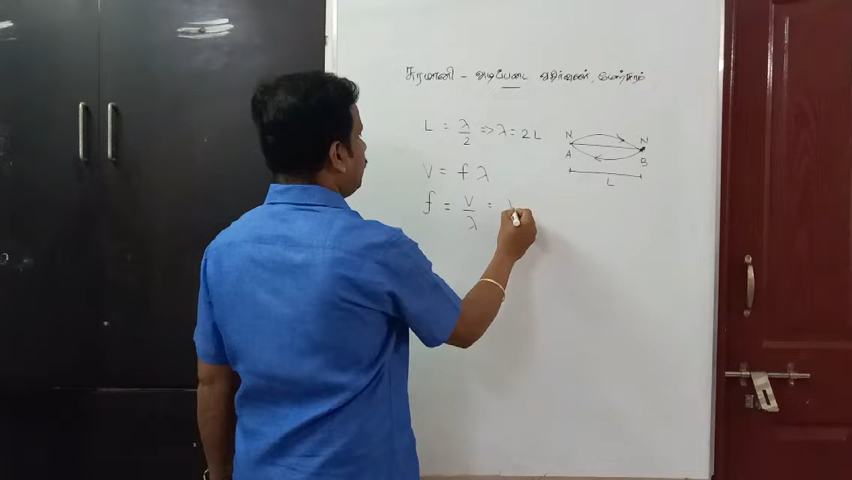 சுரமானி - அடிப்படை அதிர்வெண், மேற்சுரம்
L = λ/2 => λ = 2L
N N
A B
L
V = f λ
f = V/λ =